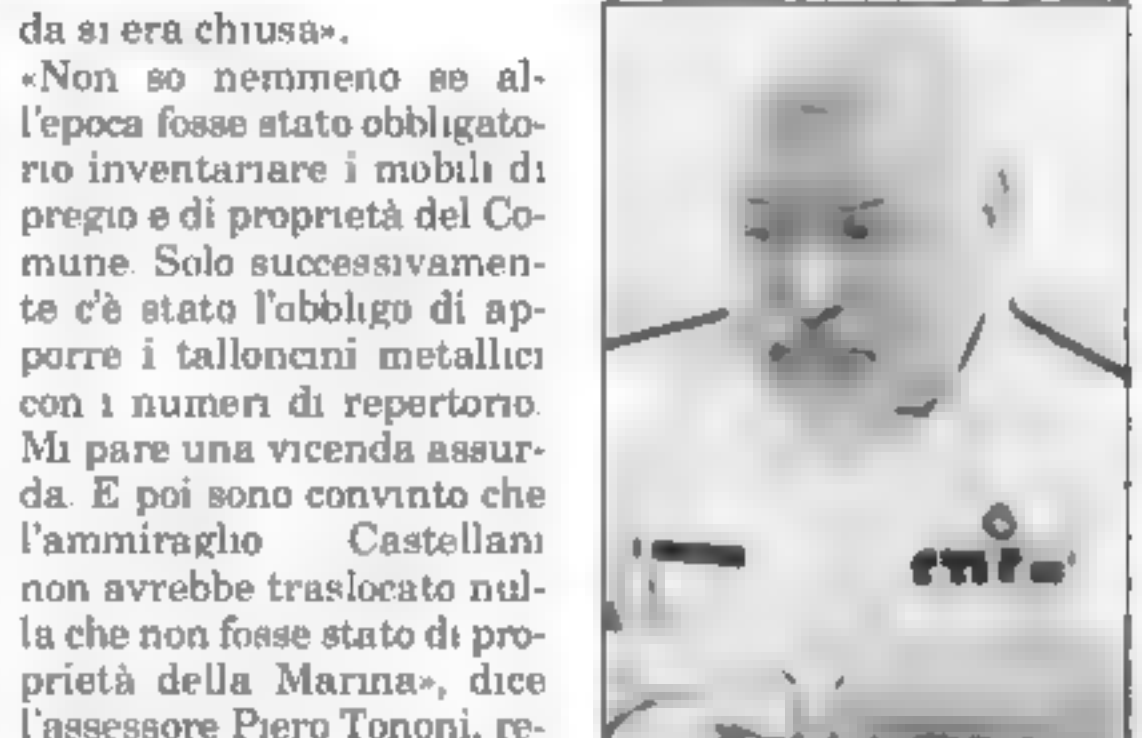 da si era chiusa».
«Non so nemmeno se al-
l'epoca fosse stato obbligato-
rio inventariare i mobili di
pregio e di proprietà del Co-
mune. Solo successivamen-
te c'è stato l'obbligo di ap-
porre i talloncini metallici
con i numeri di repertorio.
Mi pare una vicenda assur-
da. E poi sono convinto che
l'ammiraglio Castellani
non avrebbe traslocato nul-
la che non fosse stato di pro-
prietà della Marina», dice
l'assessore Piero Tononi, re-